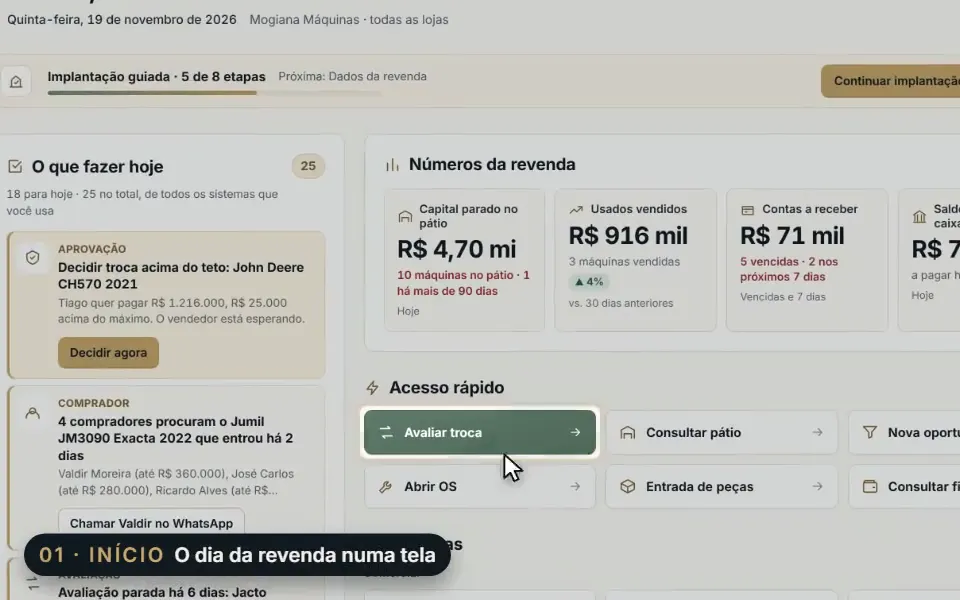 Quinta-feira, 19 de novembro de 2026 Mogiana Máquinas · todas as lojas
Implantação guiada · 5 de 8 etapas Próxima: Dados da revenda
Continuar implantação
O que fazer hoje 25
18 para hoje · 25 no total, de todos os sistemas que
você usa
APROVAÇÃO
Decidir troca acima do teto: John Deere
CH570 2021
Tiago quer pagar R$ 1.216.000, R$ 25.000
acima do máximo. O vendedor está esperando.
Decidir agora
COMPRADOR
4 compradores procuram o Jumil
JM3090 Exacta 2022 que entrou há 2
dias
Valdir Moreira (até R$ 360.000), José Carlos
(até R$ 280.000), Ricardo Alves (até R$...
Chamar Valdir no WhatsApp
Avaliação parada há 6 dias: Jacto
Números da revenda
Capital parado no
pátio
R$ 4,70 mi
10 máquinas no pátio · 1
há mais de 90 dias
Hoje
Usados vendidos
R$ 916 mil
3 máquinas vendidas
▲ 4%
vs. 30 dias anteriores
Contas a receber
R$ 71 mil
5 vencidas · 2 nos
próximos 7 dias
Vencidas e 7 dias
R$ 7
a pagar h
Hoje
Acesso rápido
Avaliar troca →
Consultar pátio →
Nova oportu
Abrir OS →
Entrada de peças →
Consultar fi
01 · INÍCIO O dia da revenda numa tela